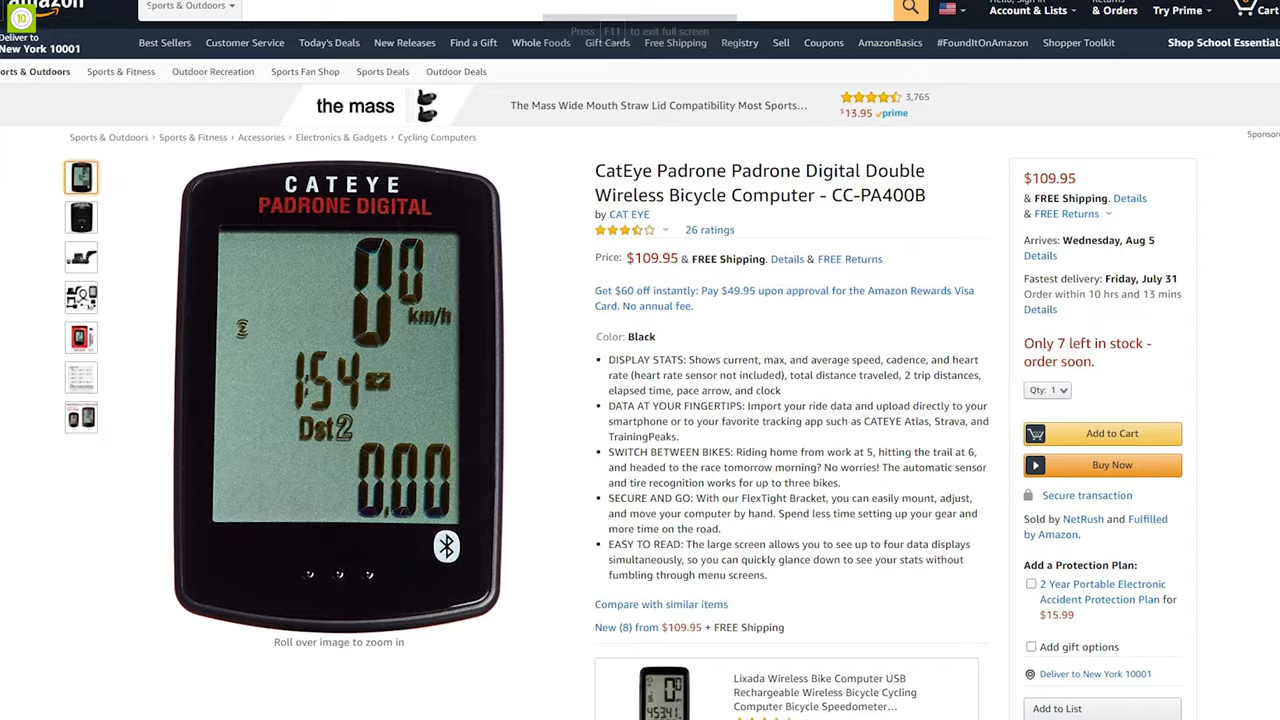 amazon
10
Sports & Outdoors
Hello, Sign in
Account & Lists
Returns
& Orders
Try Prime
Cart
Deliver to
New York 10001
Press F11 to exit full screen
Best Sellers Customer Service Today's Deals New Releases Find a Gift Whole Foods Gift Cards Free Shipping Registry Sell Coupons AmazonBasics #FoundItOnAmazon Shopper Toolkit
Shop School Essentials
orts & Outdoors Sports & Fitness Outdoor Recreation Sports Fan Shop Sports Deals Outdoor Deals
the mass
The Mass Wide Mouth Straw Lid Compatibility Most Sports...
3,765
$13.95 prime
Sports & Outdoors › Sports & Fitness › Accessories › Electronics & Gadgets › Cycling Computers
Sponsor
CATEYE
PADRONE DIGITAL
00
km/h
1:54
Dst2
0.00
Roll over image to zoom in
CatEye Padrone Padrone Digital Double
Wireless Bicycle Computer - CC-PA400B
by CAT EYE
26 ratings
Price: $109.95 & FREE Shipping. Details & FREE Returns
Get $60 off instantly: Pay $49.95 upon approval for the Amazon Rewards Visa
Card. No annual fee.
Color: Black
• DISPLAY STATS: Shows current, max, and average speed, cadence, and heart
rate (heart rate sensor not included), total distance traveled, 2 trip distances,
elapsed time, pace arrow, and clock
• DATA AT YOUR FINGERTIPS: Import your ride data and upload directly to your
smartphone or to your favorite tracking app such as CATEYE Atlas, Strava, and
TrainingPeaks.
• SWITCH BETWEEN BIKES: Riding home from work at 5, hitting the trail at 6,
and headed to the race tomorrow morning? No worries! The automatic sensor
and tire recognition works for up to three bikes.
• SECURE AND GO: With our FlexTight Bracket, you can easily mount, adjust,
and move your computer by hand. Spend less time setting up your gear and
more time on the road.
• EASY TO READ: The large screen allows you to see up to four data displays
simultaneously, so you can quickly glance down to see your stats without
fumbling through menu screens.
Compare with similar items
New (8) from $109.95 + FREE Shipping
Lixada Wireless Bike Computer USB
Rechargeable Wireless Bicycle Cycling
Computer Bicycle Speedometer...
$109.95
& FREE Shipping. Details
& FREE Returns
Arrives: Wednesday, Aug 5
Details
Fastest delivery: Friday, July 31
Order within 10 hrs and 13 mins
Details
Only 7 left in stock -
order soon.
Qty: 1
Add to Cart
Buy Now
Secure transaction
Sold by NetRush and Fulfilled
by Amazon.
Add a Protection Plan:
2 Year Portable Electronic
Accident Protection Plan for
$15.99
Add gift options
Deliver to New York 10001
Add to List